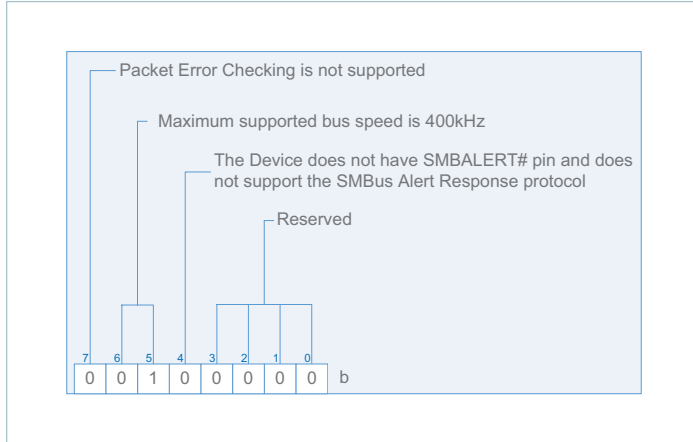 Packet Error Checking is not supported
Maximum supported bus speed is 400kHz
The Device does not have SMBALERT# pin and does
not support the SMBus Alert Response protocol
Reserved
7 6 5 4 3 2 1 0
0 0 1 0 0 0 0 0 b